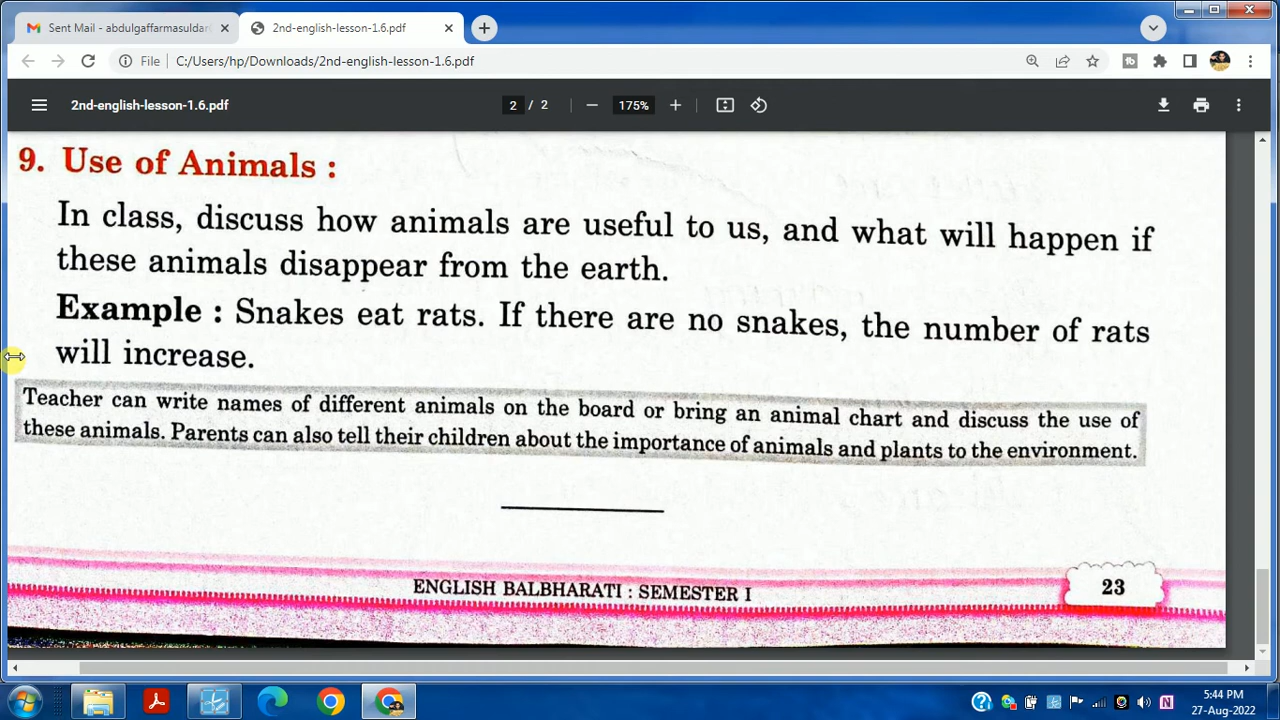 Sent Mail - abdulgaffarmasuldar
2nd-english-lesson-1.6.pdf
File
C:/Users/hp/Downloads/2nd-english-lesson-1.6.pdf
2nd-english-lesson-1.6.pdf
2 / 2
175%
9. Use of Animals :
In class, discuss how animals are useful to us, and what will happen if
these animals disappear from the earth.
Example : Snakes eat rats. If there are no snakes, the number of rats
will increase.
Teacher can write names of different animals on the board or bring an animal chart and discuss the use of
these animals. Parents can also tell their children about the importance of animals and plants to the environment.
ENGLISH BALBHARATI : SEMESTER I
23
5:44 PM
27-Aug-2022